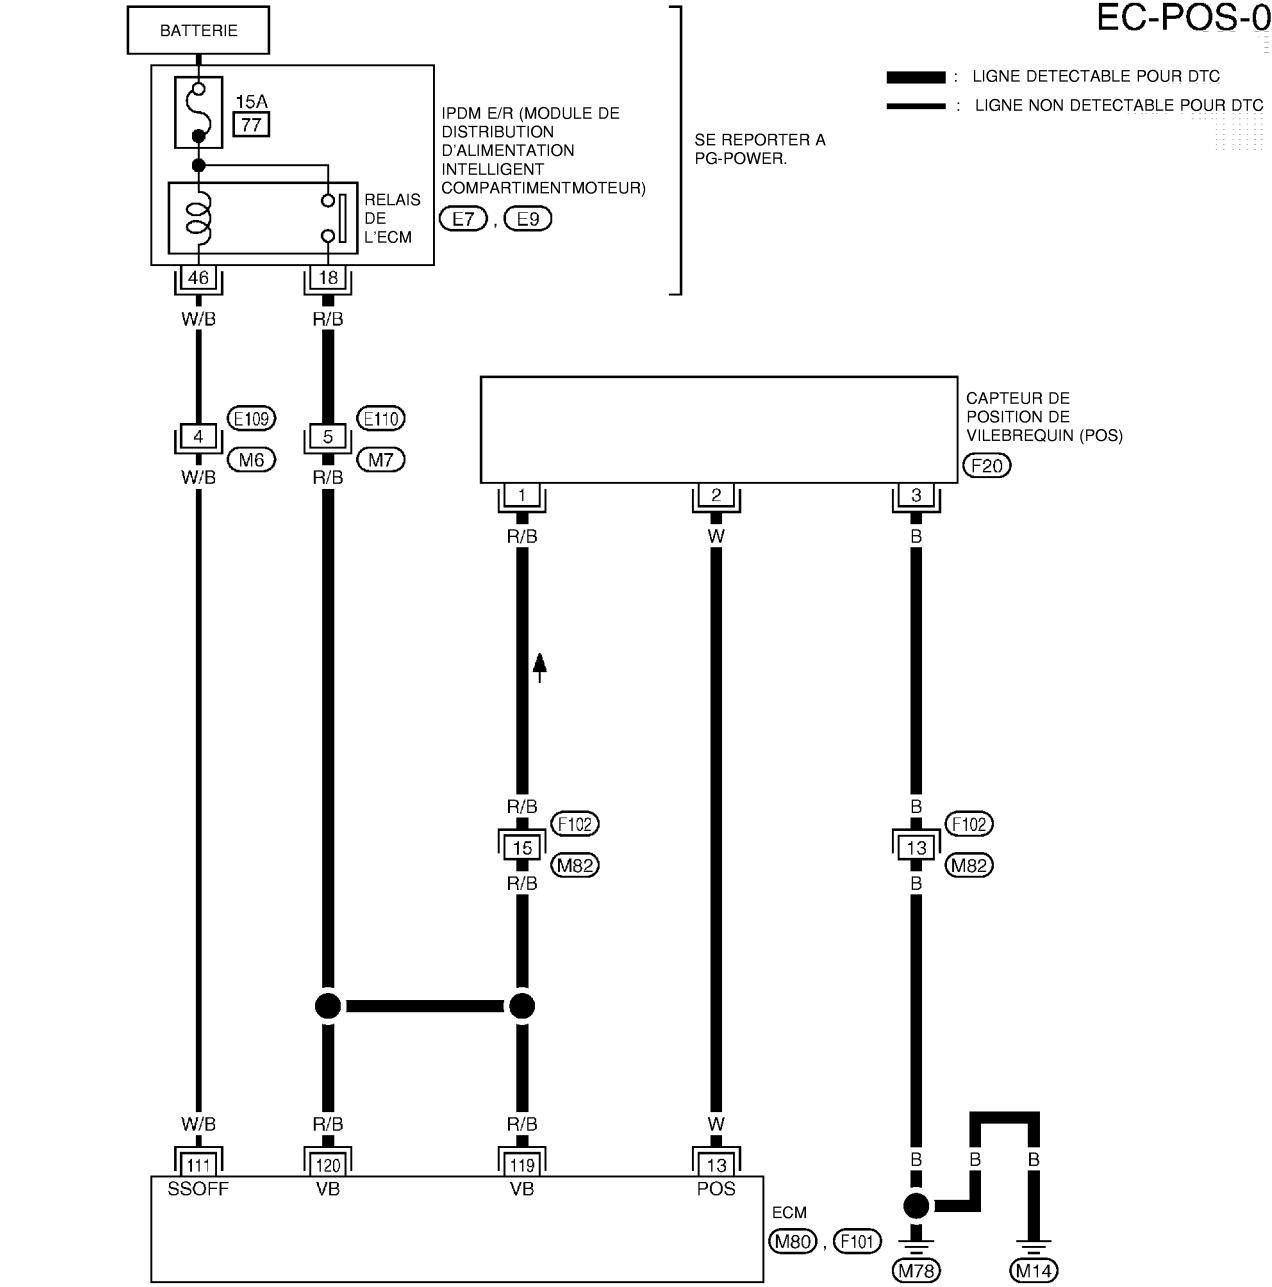 EC-POS-0
BATTERIE
: LIGNE DETECTABLE POUR DTC
: LIGNE NON DETECTABLE POUR DTC
15A
77
IPDM E/R (MODULE DE
DISTRIBUTION
D'ALIMENTATION
INTELLIGENT
COMPARTIMENTMOTEUR)
E7 , E9
SE REPORTER A
PG-POWER.
RELAIS
DE
L'ECM
46 18
W/B R/B
E109 E110
4 5
M6 M7
W/B R/B
CAPTEUR DE
POSITION DE
VILEBREQUIN (POS)
F20
1 2 3
R/B W B
R/B B
F102 F102
15 13
M82 M82
R/B B
W/B R/B R/B W
B B B
111 120 119 13
SSOFF VB VB POS
ECM
M80 , F101
M78 M14